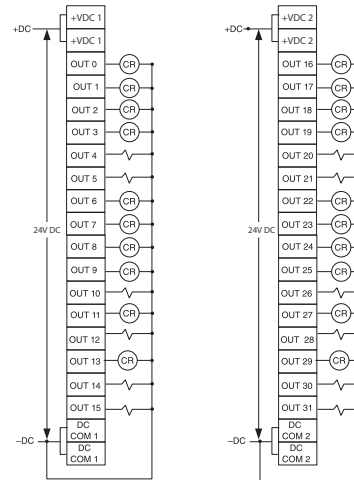 +VDC 1
+DC
+VDC 1
OUT 0 CR
OUT 1 CR
OUT 2 CR
OUT 3 CR
OUT 4
OUT 5
OUT 6 CR
OUT 7 CR
24V DC
OUT 8 CR
OUT 9 CR
OUT 10
OUT 11 CR
OUT 12
OUT 13 CR
OUT 14
OUT 15
DC
COM 1
-DC
DC
COM 1
+VDC 2
+DC
+VDC 2
OUT 16 CR
OUT 17 CR
OUT 18 CR
OUT 19 CR
OUT 20
OUT 21
OUT 22 CR
OUT 23 CR
24V DC
OUT 24 CR
OUT 25 CR
OUT 26
OUT 27 CR
OUT 28
OUT 29 CR
OUT 30
OUT 31
DC
COM 2
-DC
DC
COM 2